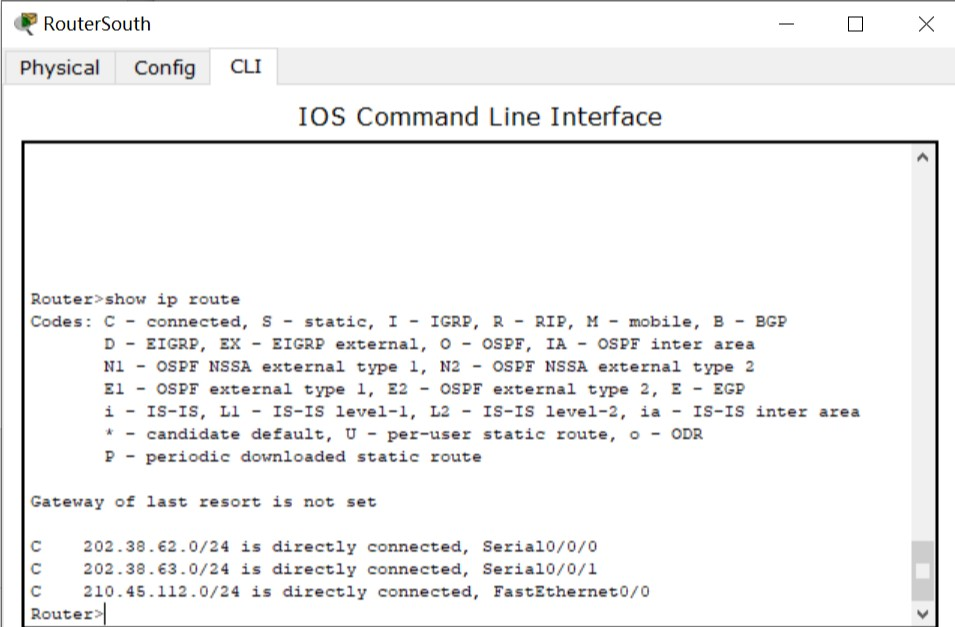 RouterSouth
Physical Config CLI
IOS Command Line Interface
Router>show ip route
Codes: C - connected, S - static, I - IGRP, R - RIP, M - mobile, B - BGP
D - EIGRP, EX - EIGRP external, O - OSPF, IA - OSPF inter area
N1 - OSPF NSSA external type 1, N2 - OSPF NSSA external type 2
E1 - OSPF external type 1, E2 - OSPF external type 2, E - EGP
i - IS-IS, L1 - IS-IS level-1, L2 - IS-IS level-2, ia - IS-IS inter area
* - candidate default, U - per-user static route, o - ODR
P - periodic downloaded static route
Gateway of last resort is not set
C 202.38.62.0/24 is directly connected, Serial0/0/0
C 202.38.63.0/24 is directly connected, Serial0/0/1
C 210.45.112.0/24 is directly connected, FastEthernet0/0
Router>